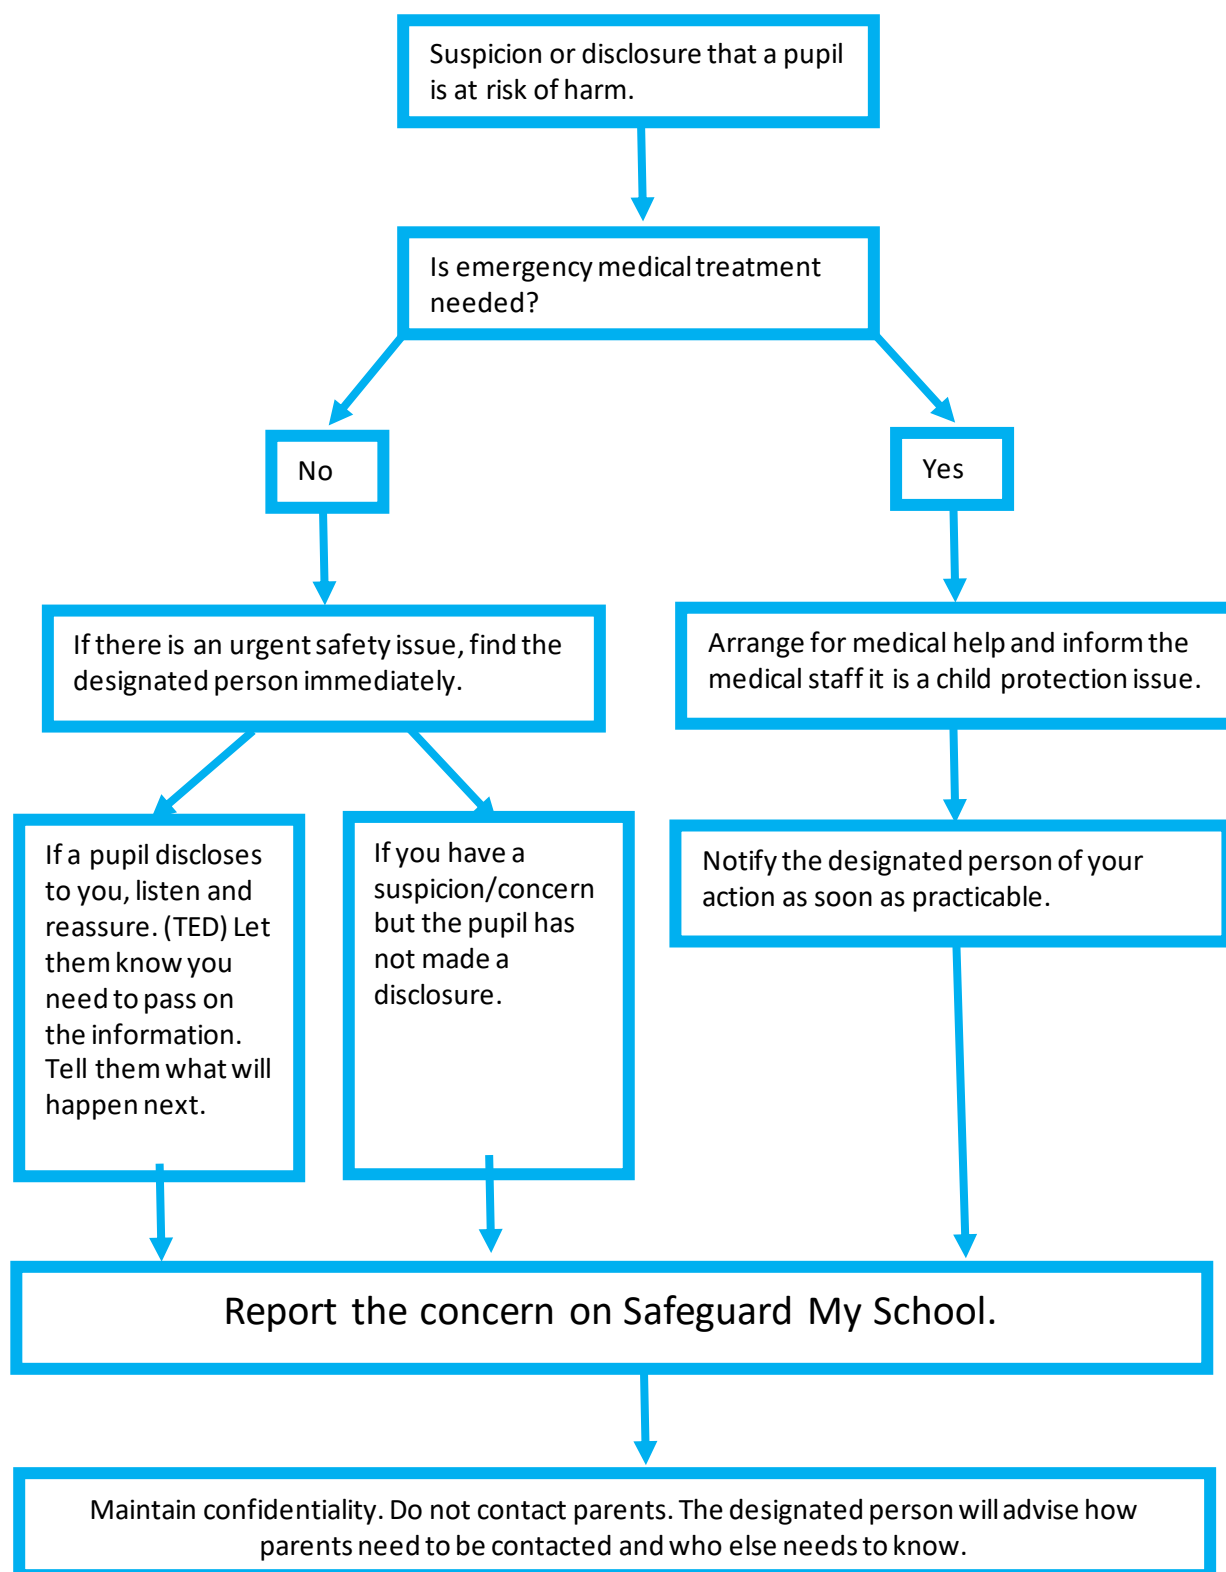 Suspicion or disclosure that a pupil
is at risk of harm.
Is emergency medical treatment
needed?
No
Yes
If there is an urgent safety issue, find the
designated person immediately.
Arrange for medical help and inform the
medical staff it is a child protection issue.
If a pupil discloses
to you, listen and
reassure. (TED) Let
them know you
need to pass on
the information.
Tell them what will
happen next.
If you have a
suspicion/concern
but the pupil has
not made a
disclosure.
Notify the designated person of your
action as soon as practicable.
Report the concern on Safeguard My School.
Maintain confidentiality. Do not contact parents. The designated person will advise how
parents need to be contacted and who else needs to know.